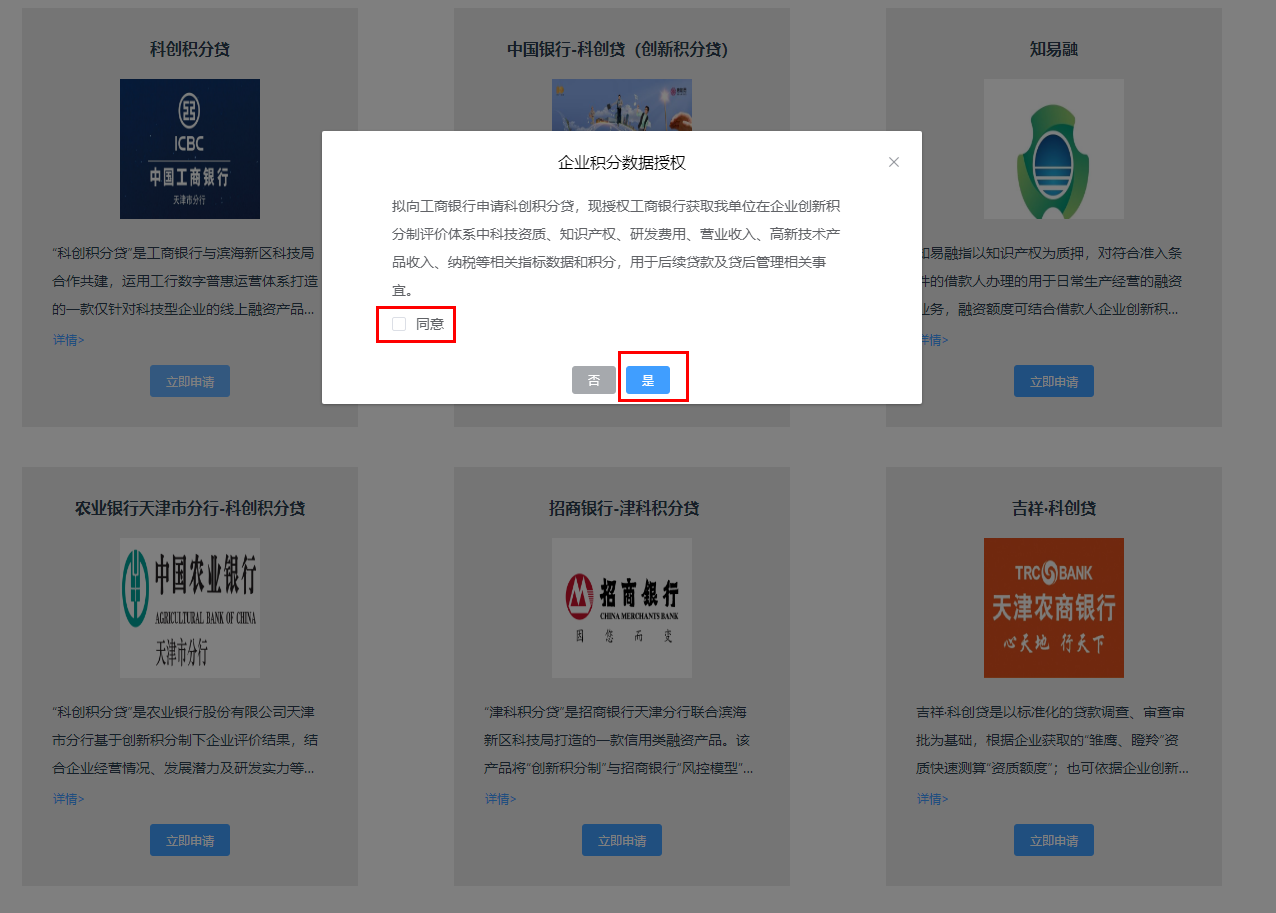 科创积分贷
中国银行-科创贷（创新积分贷）
知易融
ICBC
中国工商银行
天津市分行
企业积分数据授权
拟向工商银行申请科创积分贷，现授权工商银行获取我单位在企业创新积
分制评价体系中科技资质、知识产权、研发费用、营业收入、高新技术产
品收入、纳税等相关指标数据和积分，用于后续贷款及贷后管理相关事
宜。
同意
否
是
“科创积分贷”是工商银行与滨海新区科技局
合作共建，运用工行数字普惠运营体系打造
的一款仅针对科技型企业的线上融资产品...
详情>
立即申请
易融指以知识产权为质押，对符合准入条
的借款人办理的用于日常生产经营的融资
务，融资额度可结合借款人企业创新积...
详情>
立即申请
农业银行天津市分行-科创积分贷
招商银行-津科积分贷
吉祥·科创贷
中国农业银行
AGRICULTURAL BANK OF CHINA
天津市分行
招商银行
CHINA MERCHANTS BANK
因您而变
TRC BANK
天津农商银行
心天地 行天下
“科创积分贷”是农业银行股份有限公司天津
市分行基于创新积分制下企业评价结果，结
合企业经营情况、发展潜力及研发实力等...
详情>
立即申请
“津科积分贷”是招商银行天津分行联合滨海
新区科技局打造的一款信用类融资产品。该
产品将“创新积分制”与招商银行“风控模型”...
详情>
立即申请
吉祥·科创贷是以标准化的贷款调查、审查审
批为基础，根据企业获取的“雏鹰、瞪羚”资
质快速测算“资质额度”；也可依据企业创新...
详情>
立即申请